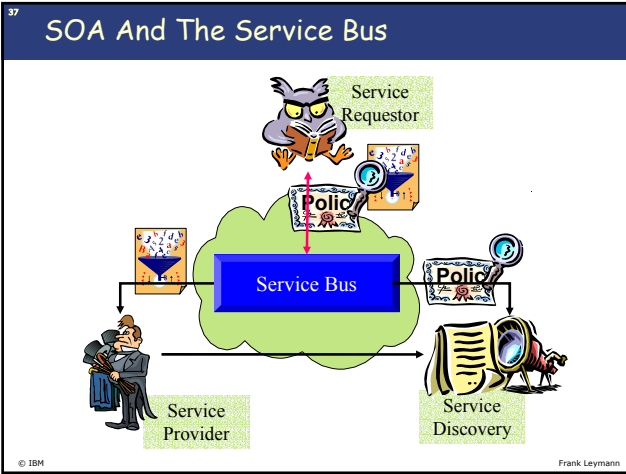 37
SOA And The Service Bus
Service
Requestor
Polic
Service Bus
Polic
Service
Provider
Service
Discovery
© IBM
Frank Leymann